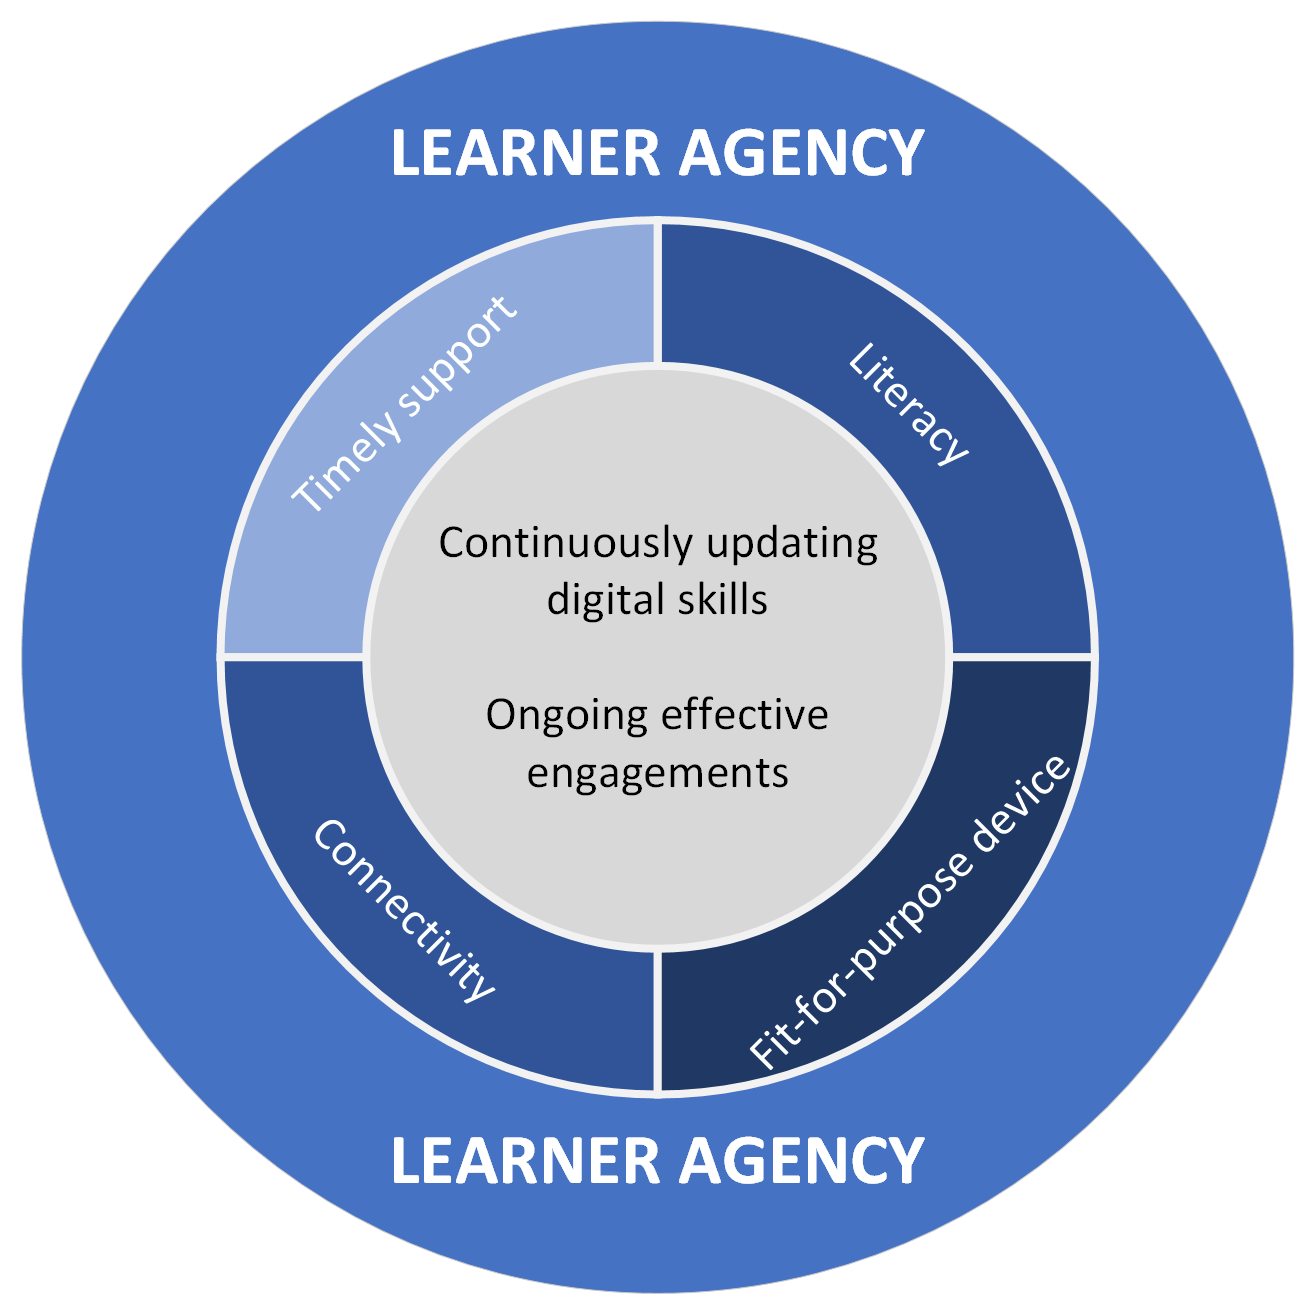 LEARNER AGENCY
Timely support
Literacy
Continuously updating
digital skills
Ongoing effective
engagements
Connectivity
Fit-for-purpose device
LEARNER AGENCY